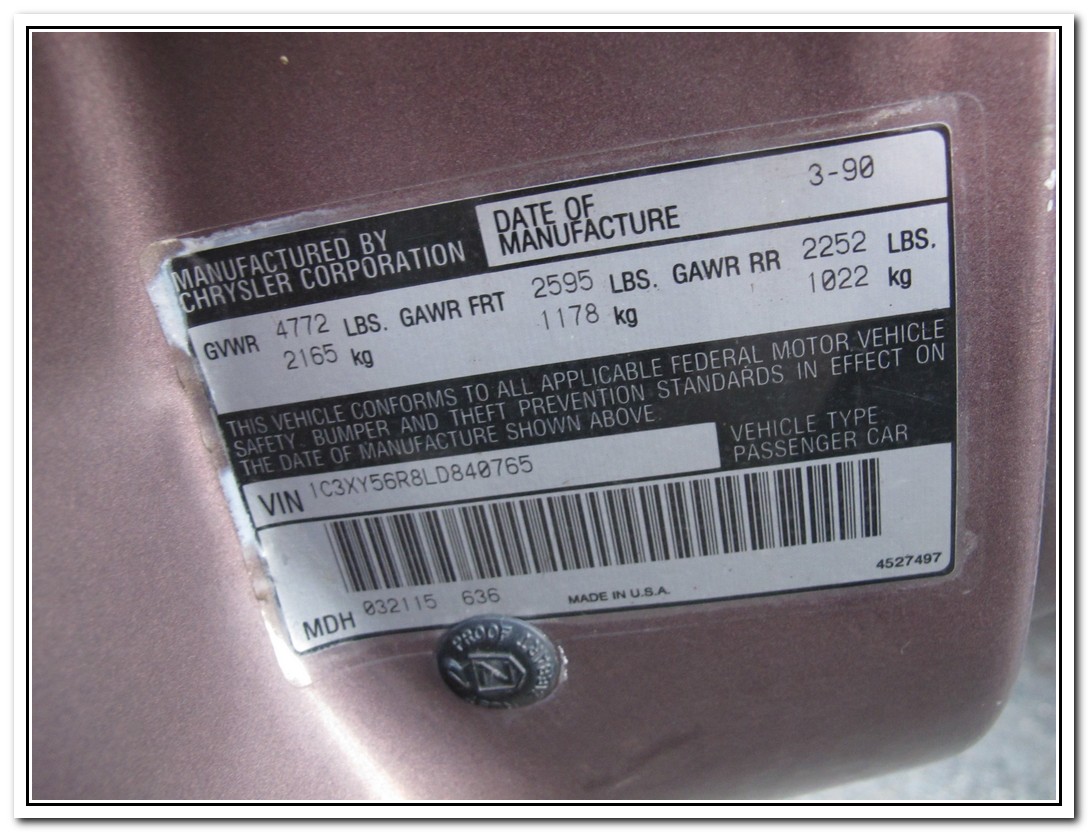 MANUFACTURED BY
CHRYSLER CORPORATION
DATE OF
MANUFACTURE
3-90
GVWR 4772 LBS. GAWR FRT 2595 LBS. GAWR RR 2252 LBS.
2165 kg 1178 kg 1022 kg
THIS VEHICLE CONFORMS TO ALL APPLICABLE FEDERAL MOTOR VEHICLE
SAFETY, BUMPER AND THEFT PREVENTION STANDARDS IN EFFECT ON
THE DATE OF MANUFACTURE SHOWN ABOVE.
VEHICLE TYPE
PASSENGER CAR
VIN 1C3XY56R8LD840765
4527497
MDH 032115 636 MADE IN U.S.A.
PROOF